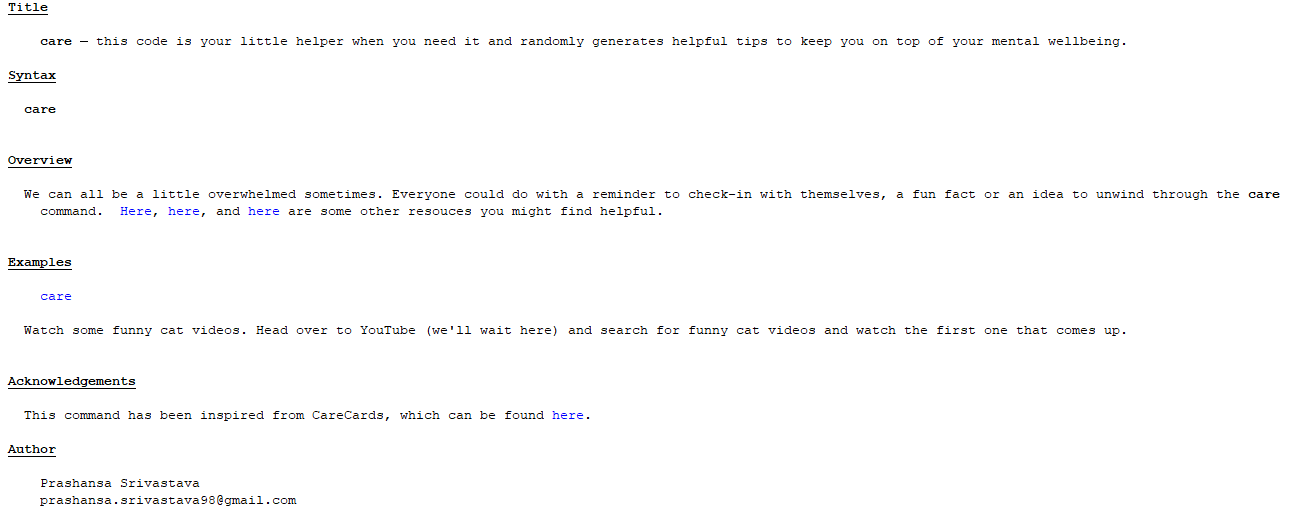 Title
care — this code is your little helper when you need it and randomly generates helpful tips to keep you on top of your mental wellbeing.
Syntax
care
Overview
We can all be a little overwhelmed sometimes. Everyone could do with a reminder to check-in with themselves, a fun fact or an idea to unwind through the care
command.  Here, here, and here are some other resouces you might find helpful.
Examples
care
Watch some funny cat videos. Head over to YouTube (we'll wait here) and search for funny cat videos and watch the first one that comes up.
Acknowledgements
This command has been inspired from CareCards, which can be found here.
Author
Prashansa Srivastava
prashansa.srivastava98@gmail.com